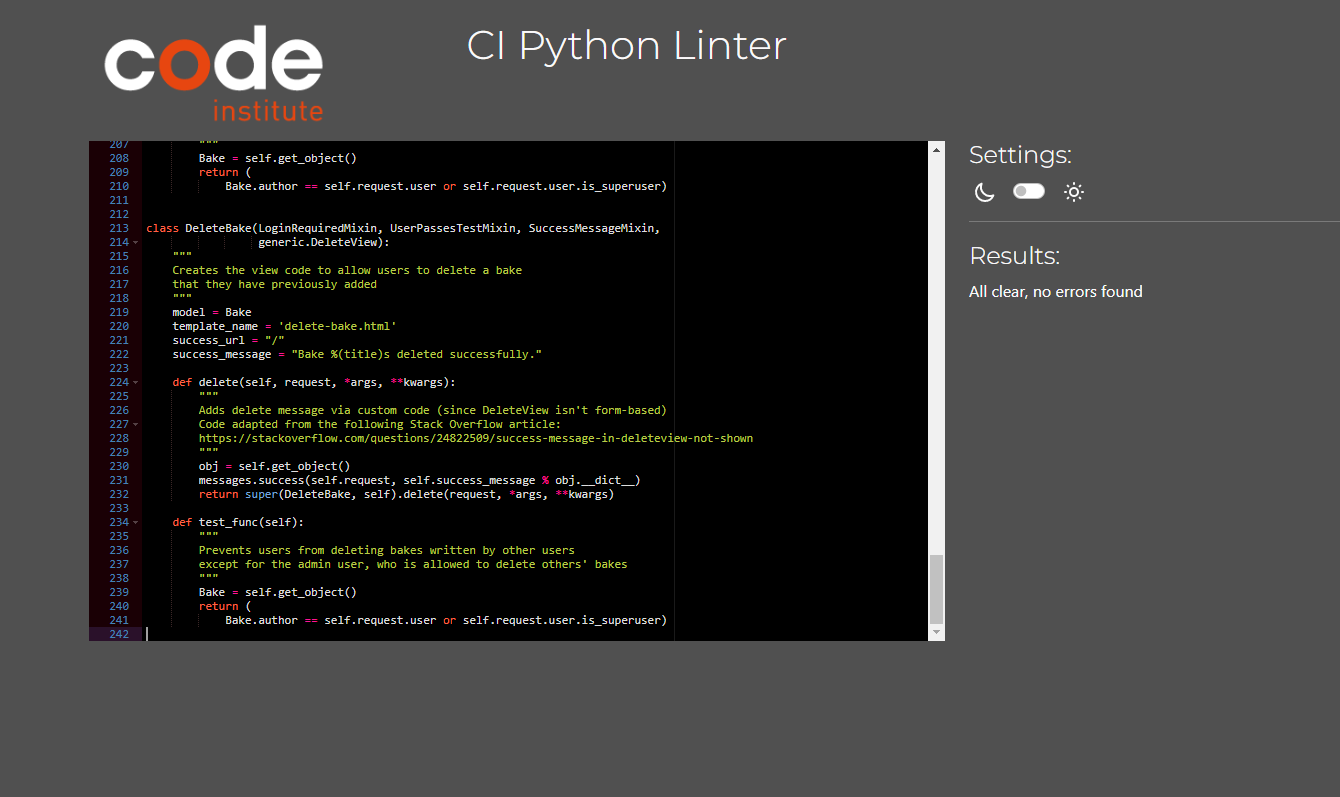 code
institute
CI Python Linter
207 """
208 Bake = self.get_object()
209 return (
210 Bake.author == self.request.user or self.request.user.is_superuser)
211
212
213 class DeleteBake(LoginRequiredMixin, UserPassesTestMixin, SuccessMessageMixin,
214 generic.DeleteView):
215 """
216 Creates the view code to allow users to delete a bake
217 that they have previously added
218 """
219 model = Bake
220 template_name = 'delete-bake.html'
221 success_url = "/"
222 success_message = "Bake %(title)s deleted successfully."
223
224 def delete(self, request, *args, **kwargs):
225 """
226 Adds delete message via custom code (since DeleteView isn't form-based)
227 Code adapted from the following Stack Overflow article:
228 https://stackoverflow.com/questions/24822509/success-message-in-deleteview-not-shown
229 """
230 obj = self.get_object()
231 messages.success(self.request, self.success_message % obj.__dict__)
232 return super(DeleteBake, self).delete(request, *args, **kwargs)
233
234 def test_func(self):
235 """
236 Prevents users from deleting bakes written by other users
237 except for the admin user, who is allowed to delete others' bakes
238 """
239 Bake = self.get_object()
240 return (
241 Bake.author == self.request.user or self.request.user.is_superuser)
242
Settings:
Results:
All clear, no errors found